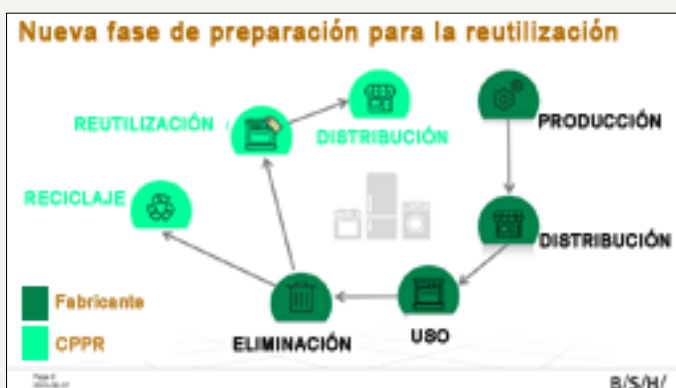 Nueva fase de preparación para la reutilización
REUTILIZACIÓN
DISTRIBUCIÓN
PRODUCCIÓN
RECICLAJE
DISTRIBUCIÓN
Fabricante
CPPR
ELIMINACIÓN
USO
B/S/H/